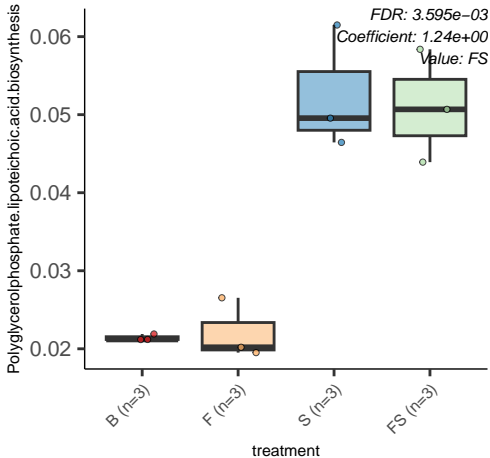 FDR: 3.595e−03
Coefficient: 1.24e+00
Value: FS
Polyglycerolphosphate.lipoteichoic.acid.biosynthesis
0.06
0.05
0.04
0.03
0.02
B (n=3)
F (n=3)
S (n=3)
FS (n=3)
treatment